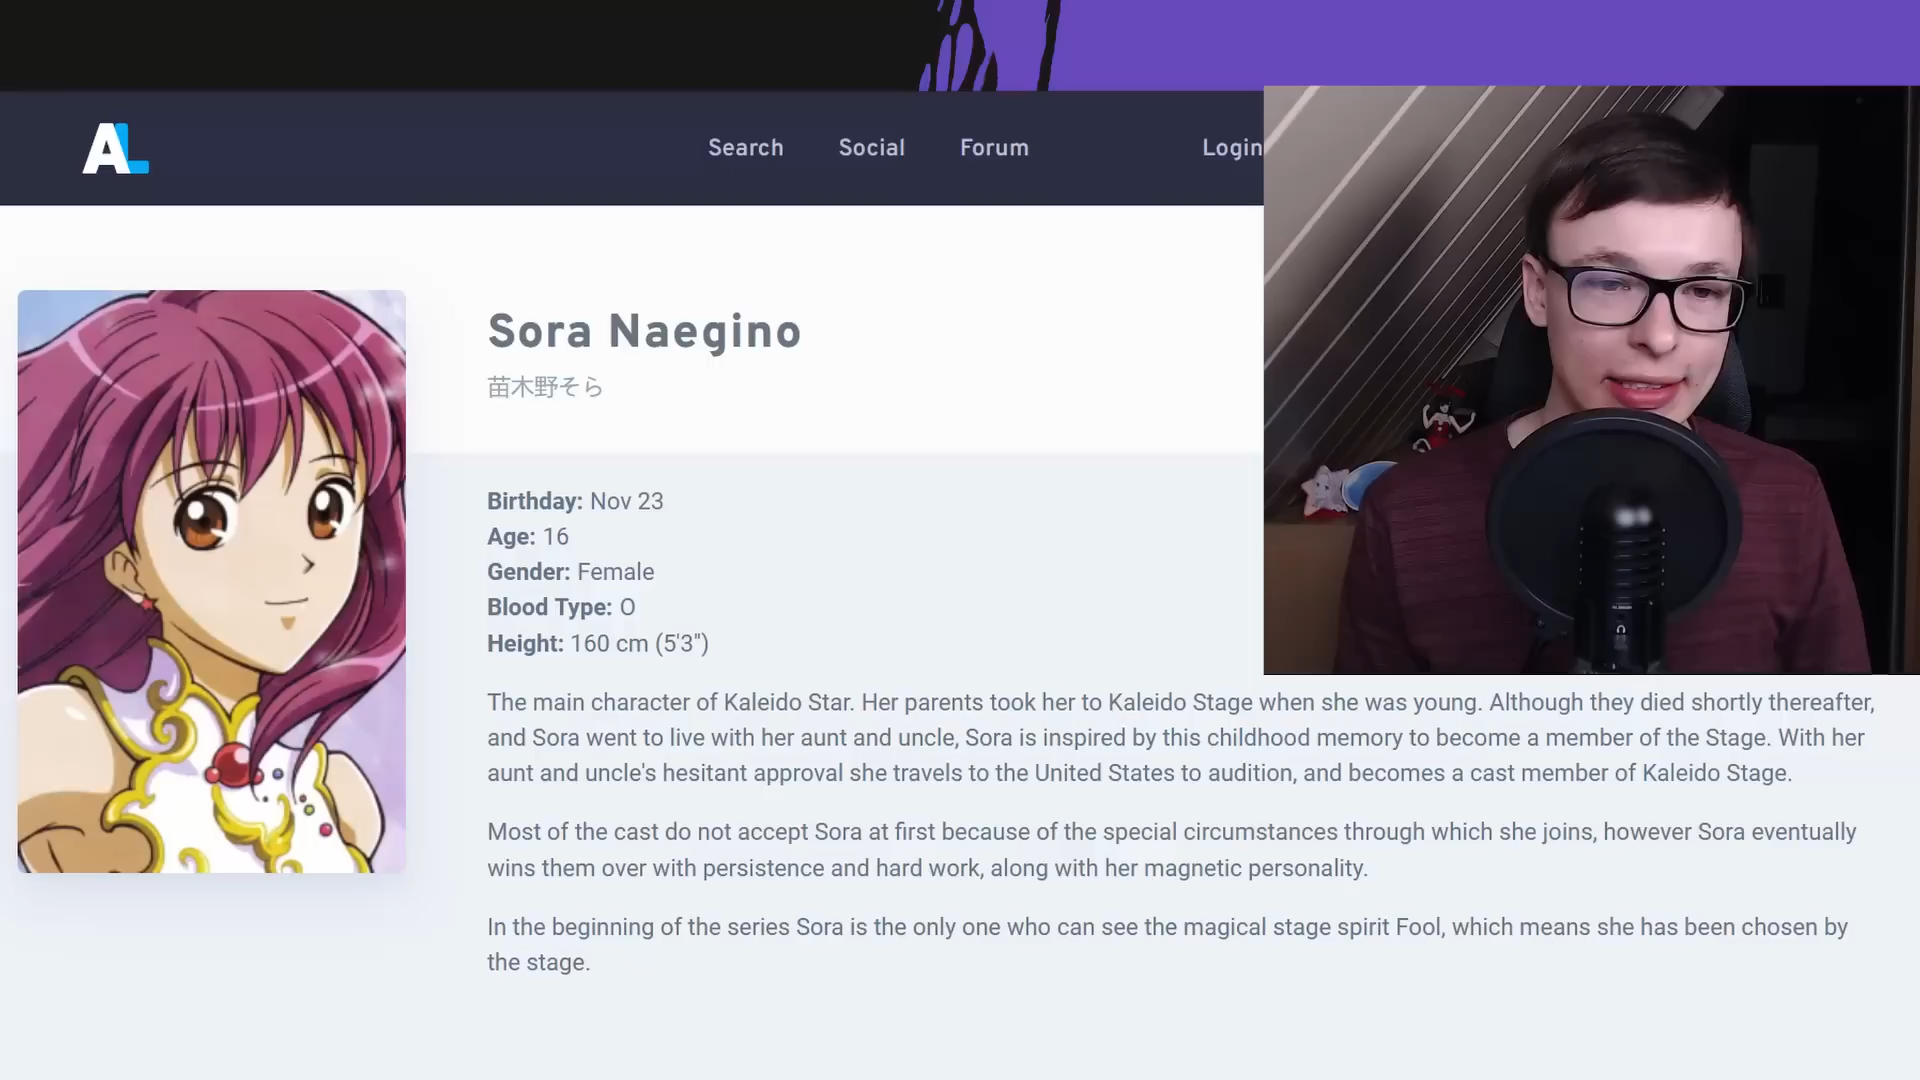 AL
Search Social Forum Login
Sora Naegino
苗木野そら
Birthday: Nov 23
Age: 16
Gender: Female
Blood Type: O
Height: 160 cm (5'3")
The main character of Kaleido Star. Her parents took her to Kaleido Stage when she was young. Although they died shortly thereafter,
and Sora went to live with her aunt and uncle, Sora is inspired by this childhood memory to become a member of the Stage. With her
aunt and uncle's hesitant approval she travels to the United States to audition, and becomes a cast member of Kaleido Stage.
Most of the cast do not accept Sora at first because of the special circumstances through which she joins, however Sora eventually
wins them over with persistence and hard work, along with her magnetic personality.
In the beginning of the series Sora is the only one who can see the magical stage spirit Fool, which means she has been chosen by
the stage.